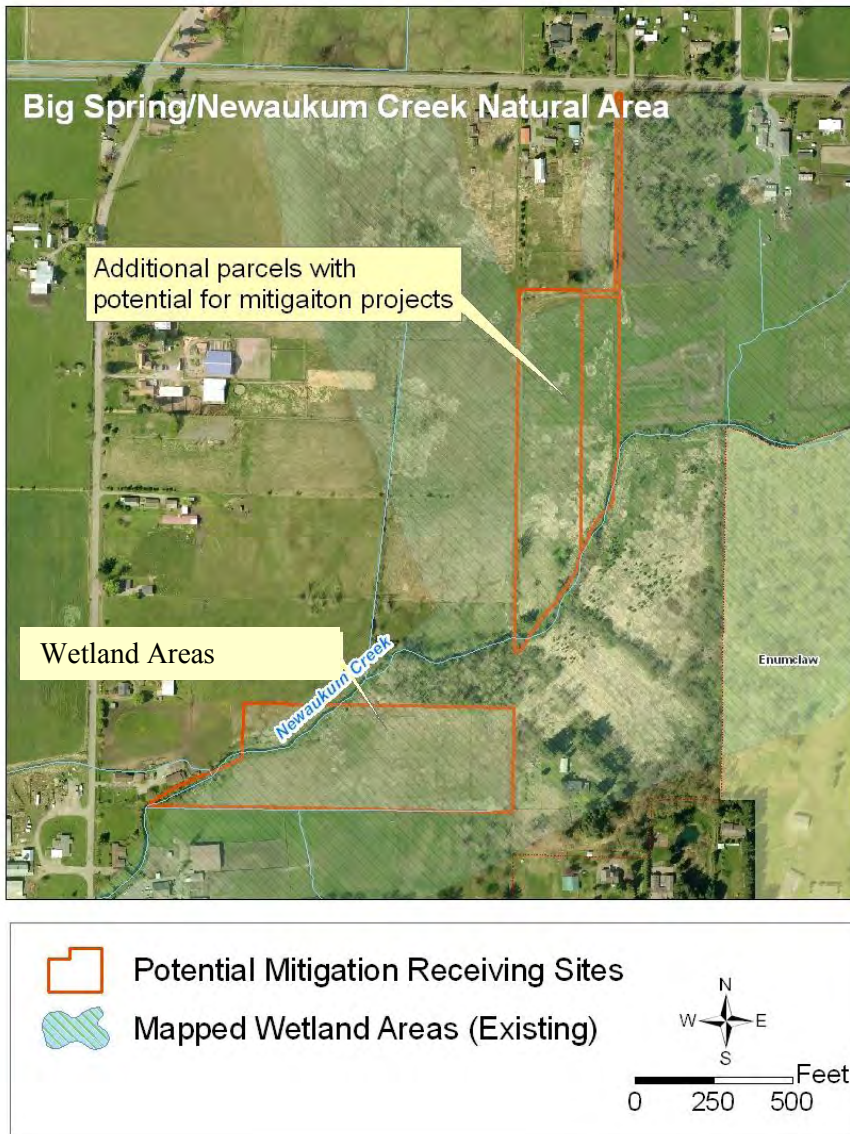 Big Spring/Newaukum Creek Natural Area
Additional parcels with
potential for mitigaiton projects
Wetland Areas
Newaukum Creek
Enumclaw
Potential Mitigation Receiving Sites
Mapped Wetland Areas (Existing)
N
W E
S
Feet
0 250 500